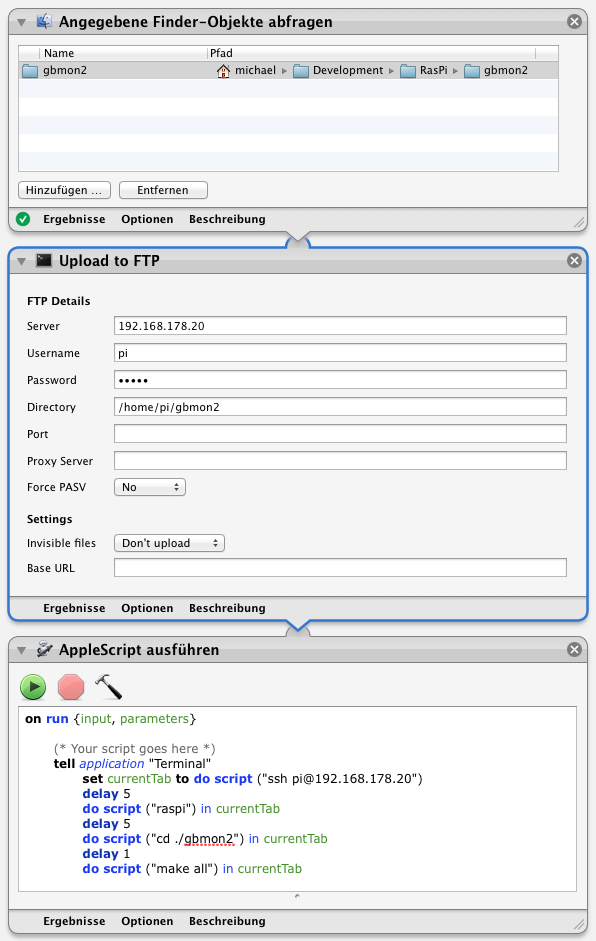 Angegebene Finder-Objekte abfragen
Name Pfad
gbmon2 michael Development RasPi gbmon2
Hinzufügen ... Entfernen
Ergebnisse Optionen Beschreibung
Upload to FTP
FTP Details
Server 192.168.178.20
Username pi
Password •••••
Directory /home/pi/gbmon2
Port
Proxy Server
Force PASV No
Settings
Invisible files Don't upload
Base URL
Ergebnisse Optionen Beschreibung
AppleScript ausführen
on run {input, parameters}
(* Your script goes here *)
tell application "Terminal"
set currentTab to do script ("ssh pi@192.168.178.20")
delay 5
do script ("raspi") in currentTab
delay 5
do script ("cd ./gbmon2") in currentTab
delay 1
do script ("make all") in currentTab
Ergebnisse Optionen Beschreibung